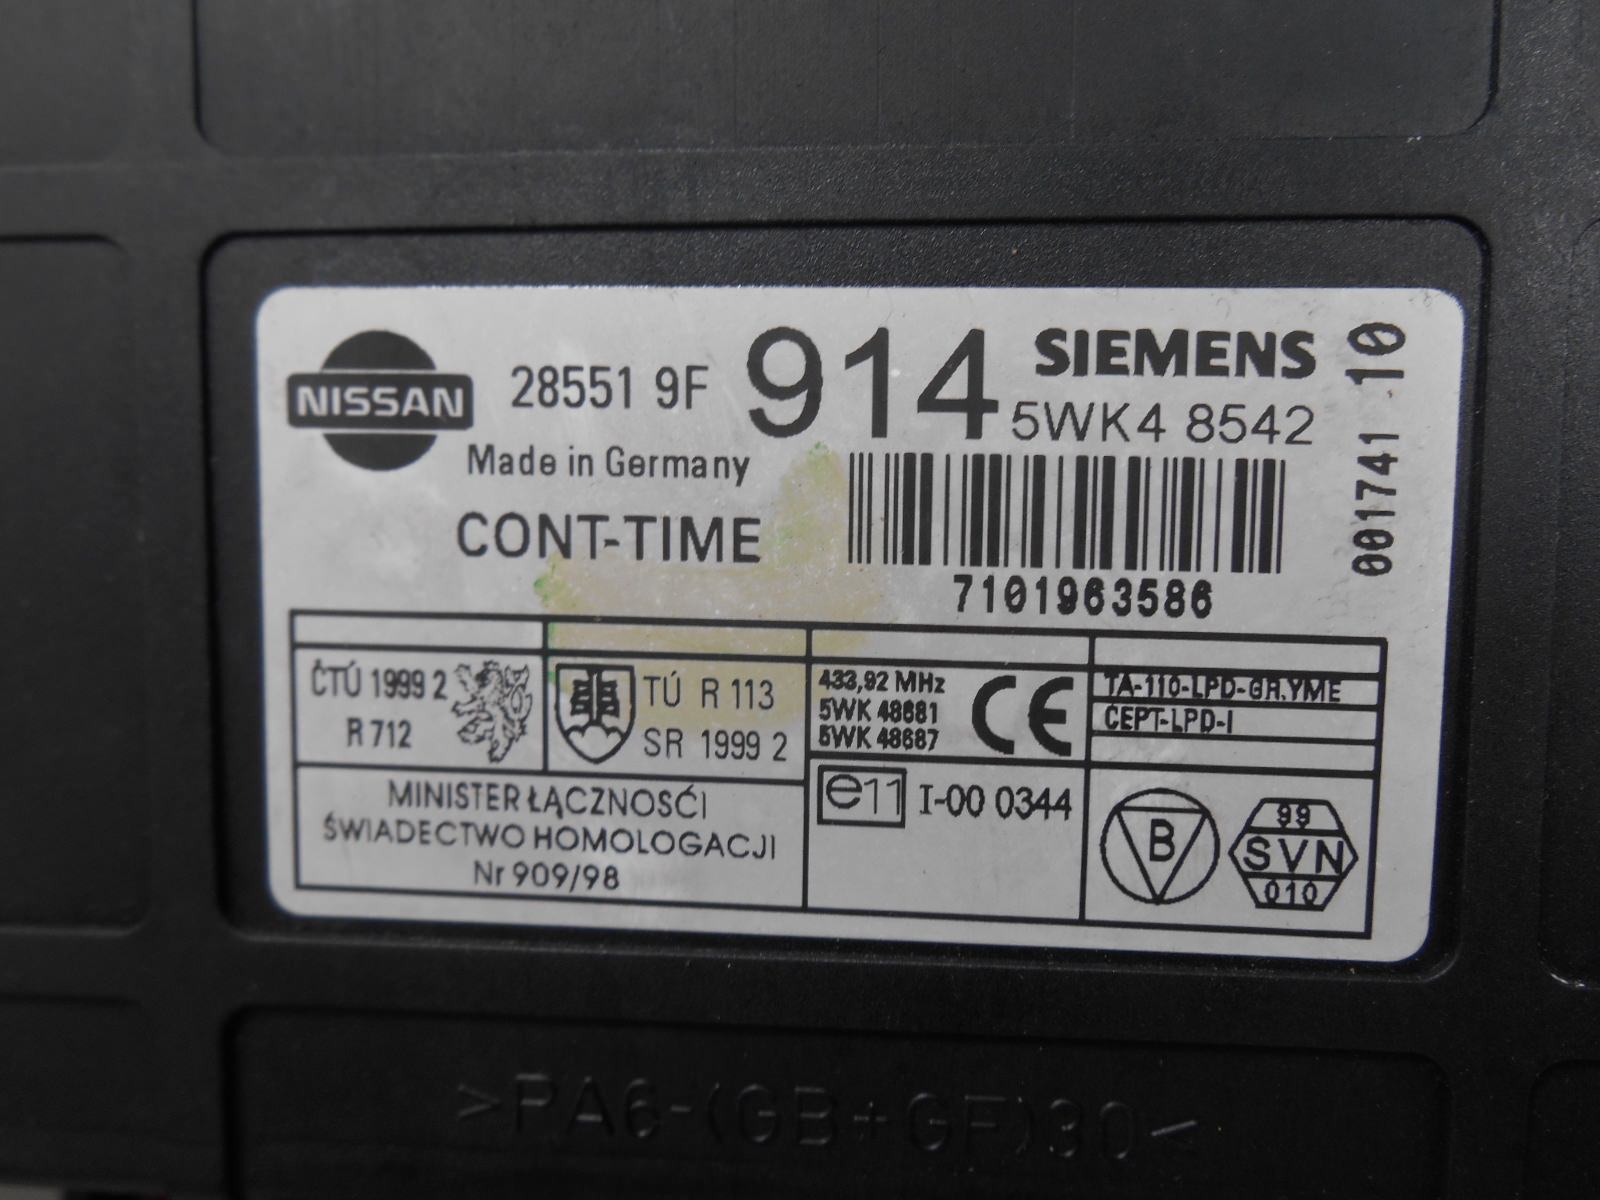 NISSAN
28551 9F 914
SIEMENS
5WK4 8542
Made in Germany
CONT-TIME
7101963586
001741 10
ČTÚ 1999 2
R 712
TÚ R 113
SR 1999 2
433,92 MHz
5WK 48681
5WK 48687
CE
TA-110-LPD-GR.YME
CEPT-LPD-I
MINISTER ŁĄCZNOSĆI
ŚWIADECTWO HOMOLOGACJI
Nr 909/98
e11 I-00 0344
B
99
SVN
010
>PA6-(GB+GF)30<